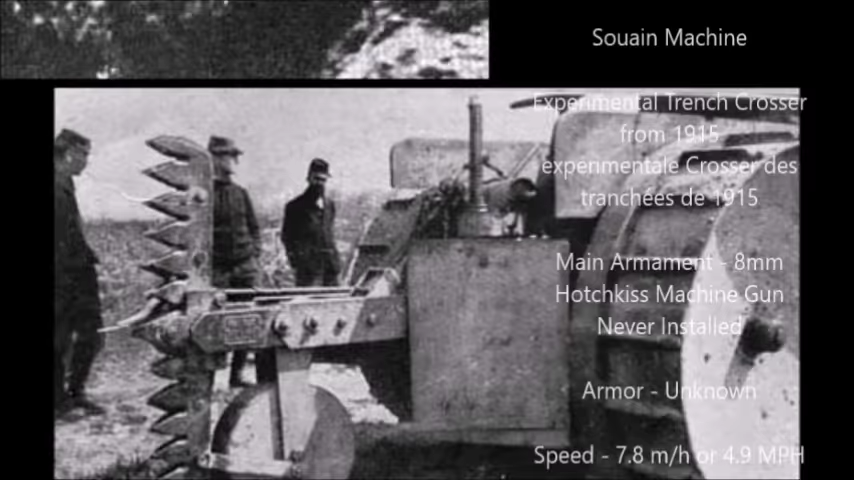 Souain Machine
Experimental Trench Crosser
from 1915
experimentale Crosser des
tranchées de 1915
Main Armament - 8mm
Hotchkiss Machine Gun
Never Installed
Armor - Unknown
Speed - 7.8 m/h or 4.9 MPH